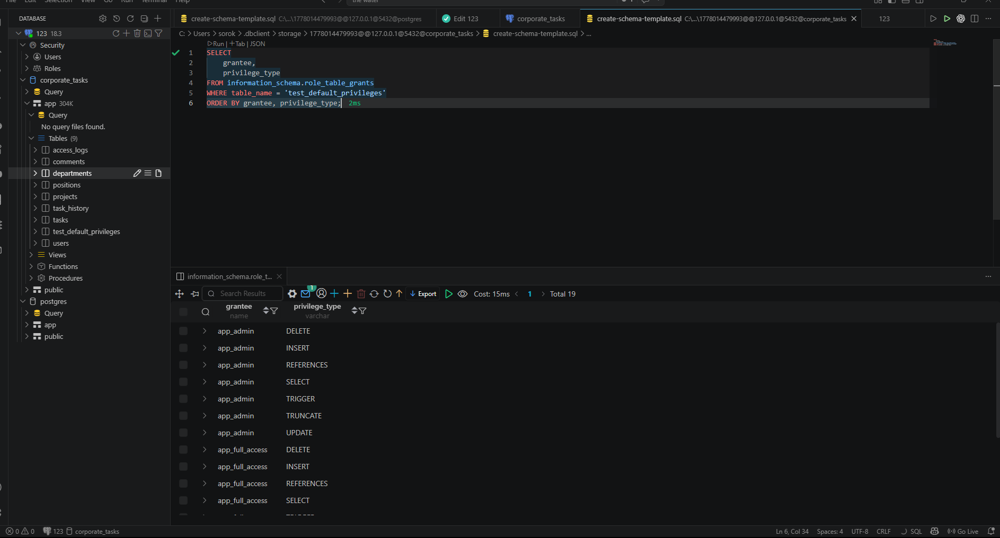 File Edit Selection View Go Run Terminal Help
the water
DATABASE
123 18.3
Security
Users
Roles
corporate_tasks
Query
app 304K
Query
No query files found.
Tables (9)
access_logs
comments
departments
positions
projects
task_history
tasks
test_default_privileges
users
Views
Functions
Procedures
public
postgres
Query
app
public
create-schema-template.sql C:\...\1778014479993@@127.0.0.1@5432@postgres
Edit 123
corporate_tasks
create-schema-template.sql C:\...\1778014479993@@127.0.0.1@5432@corporate_tasks
123
C: > Users > sorok > .dbclient > storage > 1778014479993@@127.0.0.1@5432@corporate_tasks > create-schema-template.sql > ...
Run | Tab | JSON
1 SELECT
2 grantee,
3 privilege_type
4 FROM information_schema.role_table_grants
5 WHERE table_name = 'test_default_privileges'
6 ORDER BY grantee, privilege_type; 2ms
information_schema.role_t...
Search Results
1
Export
Cost: 15ms
1
Total 19
grantee privilege_type
name varchar
app_admin DELETE
app_admin INSERT
app_admin REFERENCES
app_admin SELECT
app_admin TRIGGER
app_admin TRUNCATE
app_admin UPDATE
app_full_access DELETE
app_full_access INSERT
app_full_access REFERENCES
app_full_access SELECT
0 0 123 corporate_tasks
Ln 6, Col 34 Spaces: 4 UTF-8 CRLF SQL Go Live